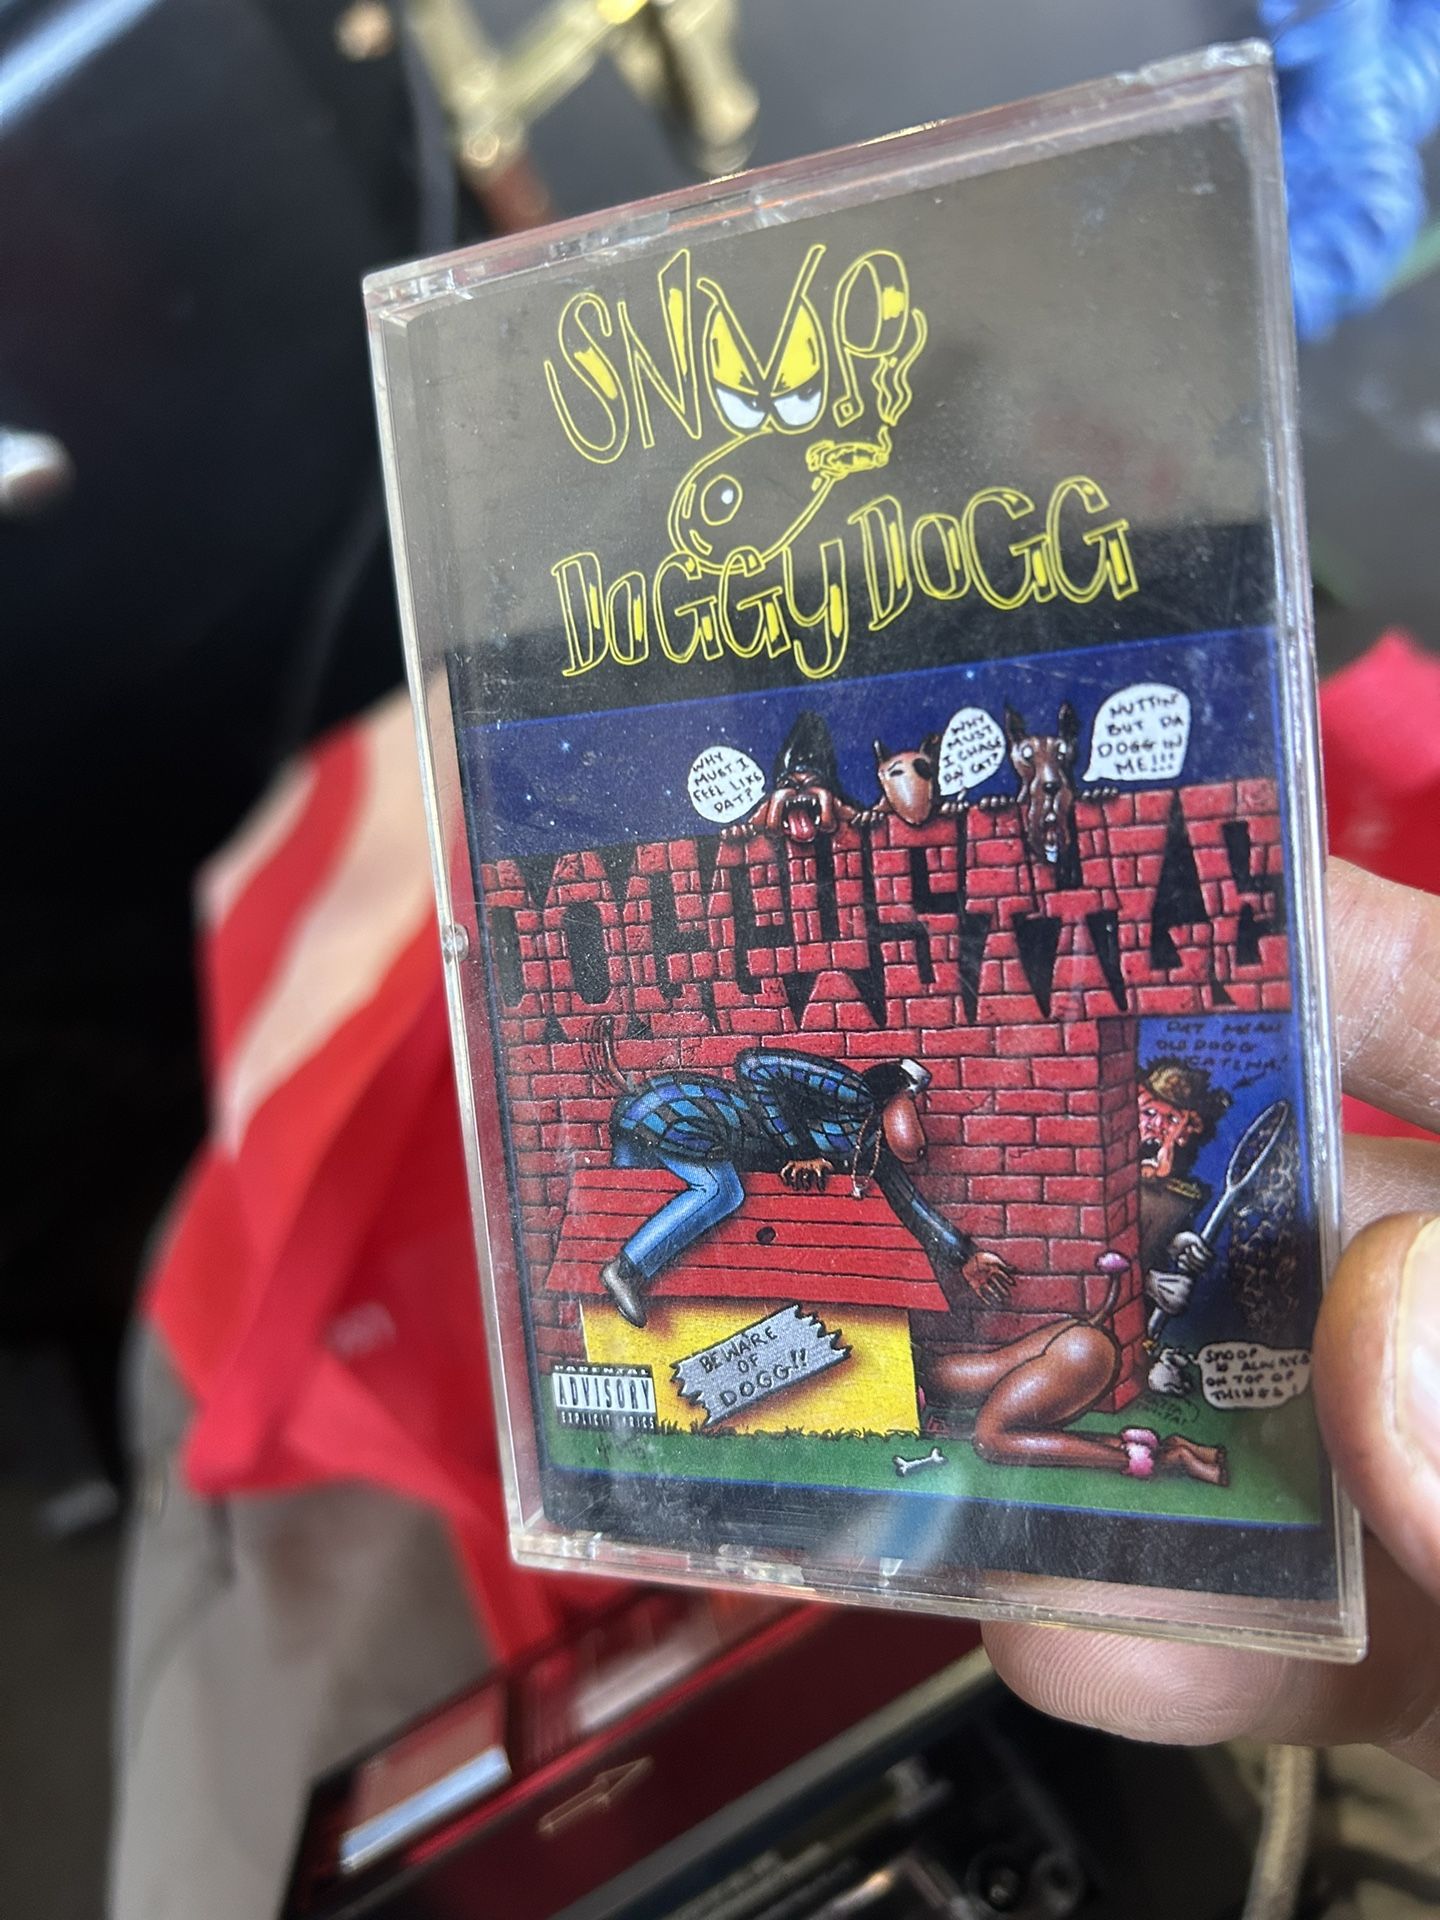 SNOOP
DOGGY DOGG
WHY
MUST I
FEEL LIKE
DAT?
WHY
MUST
I CHASE
DA CAT?
NUTTIN'
BUT DA
DOGG IN
ME!!!
DOGGYSTYLE
DAT MEAN
OLD DOGG
BEWARE
OF
DOGG!!
PARENTAL
ADVISORY
EXPLICIT LYRICS
SNOOP
IS ALWAYS
ON TOP OF
THINGS!